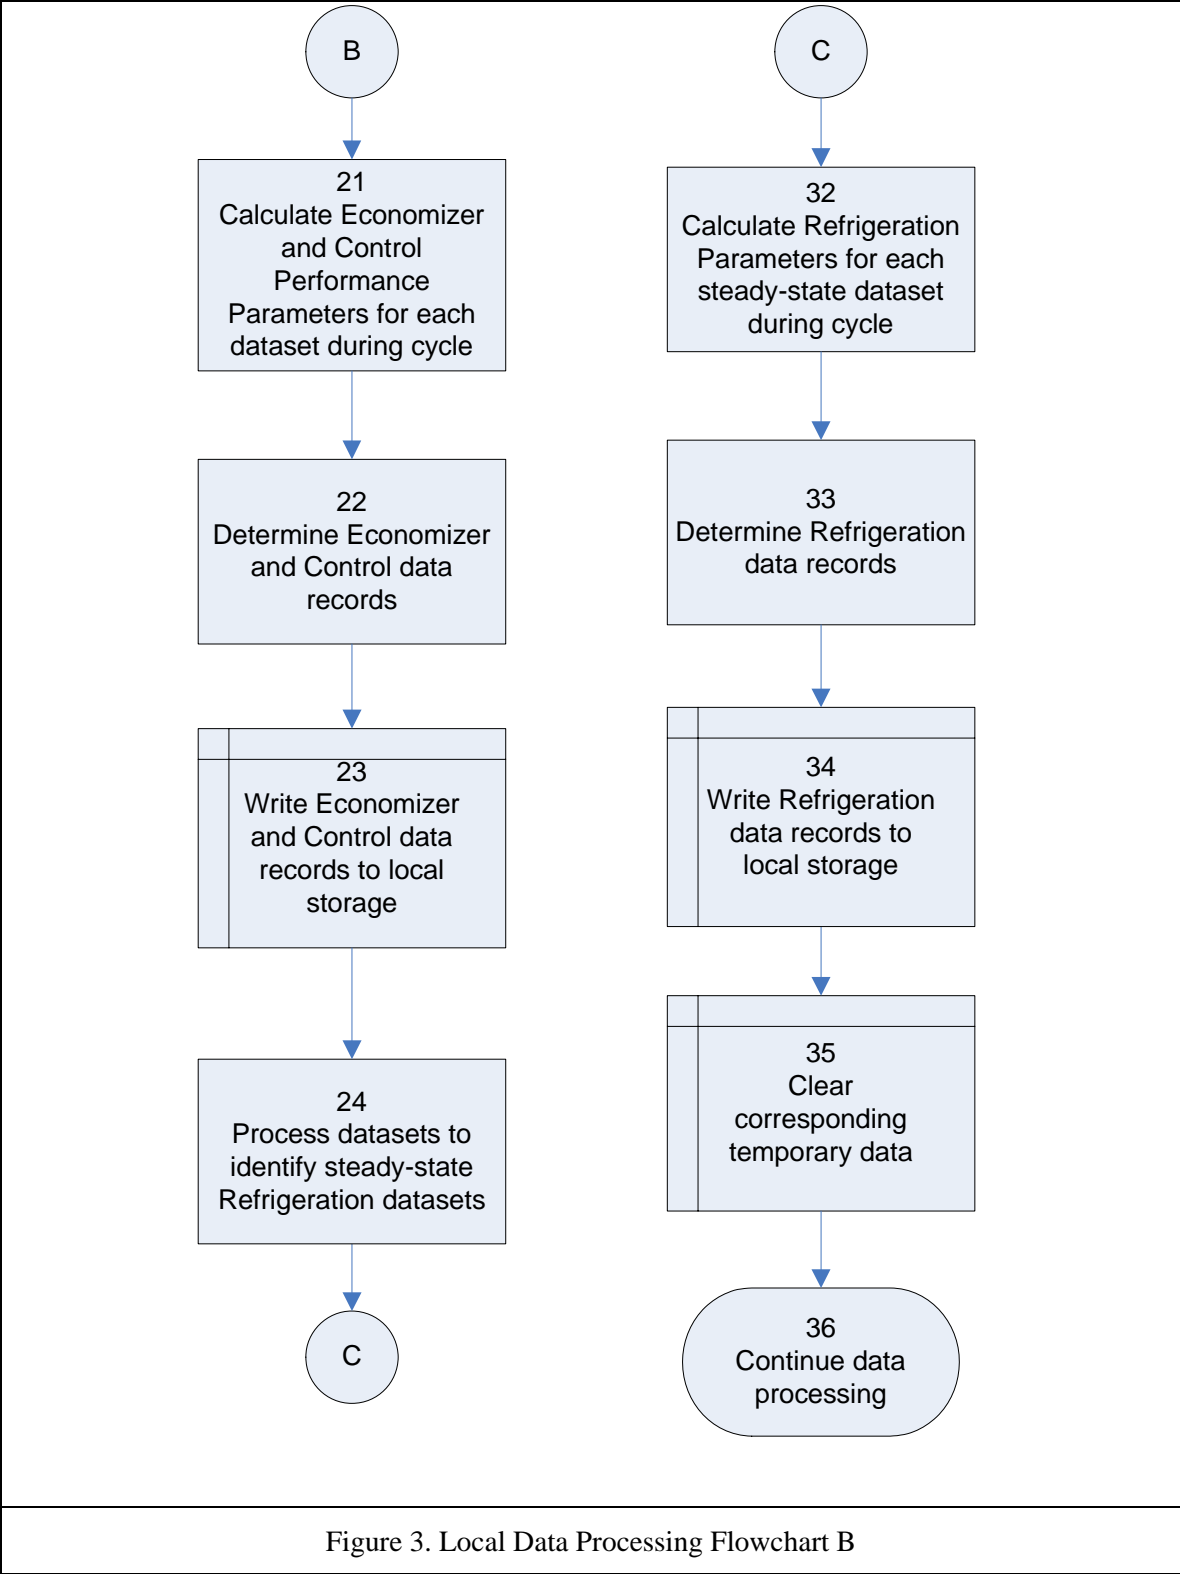 B
21
Calculate Economizer
and Control
Performance
Parameters for each
dataset during cycle
22
Determine Economizer
and Control data
records
23
Write Economizer
and Control data
records to local
storage
24
Process datasets to
identify steady-state
Refrigeration datasets
C
C
32
Calculate Refrigeration
Parameters for each
steady-state dataset
during cycle
33
Determine Refrigeration
data records
34
Write Refrigeration
data records to
local storage
35
Clear
corresponding
temporary data
36
Continue data
processing
Figure 3. Local Data Processing Flowchart B